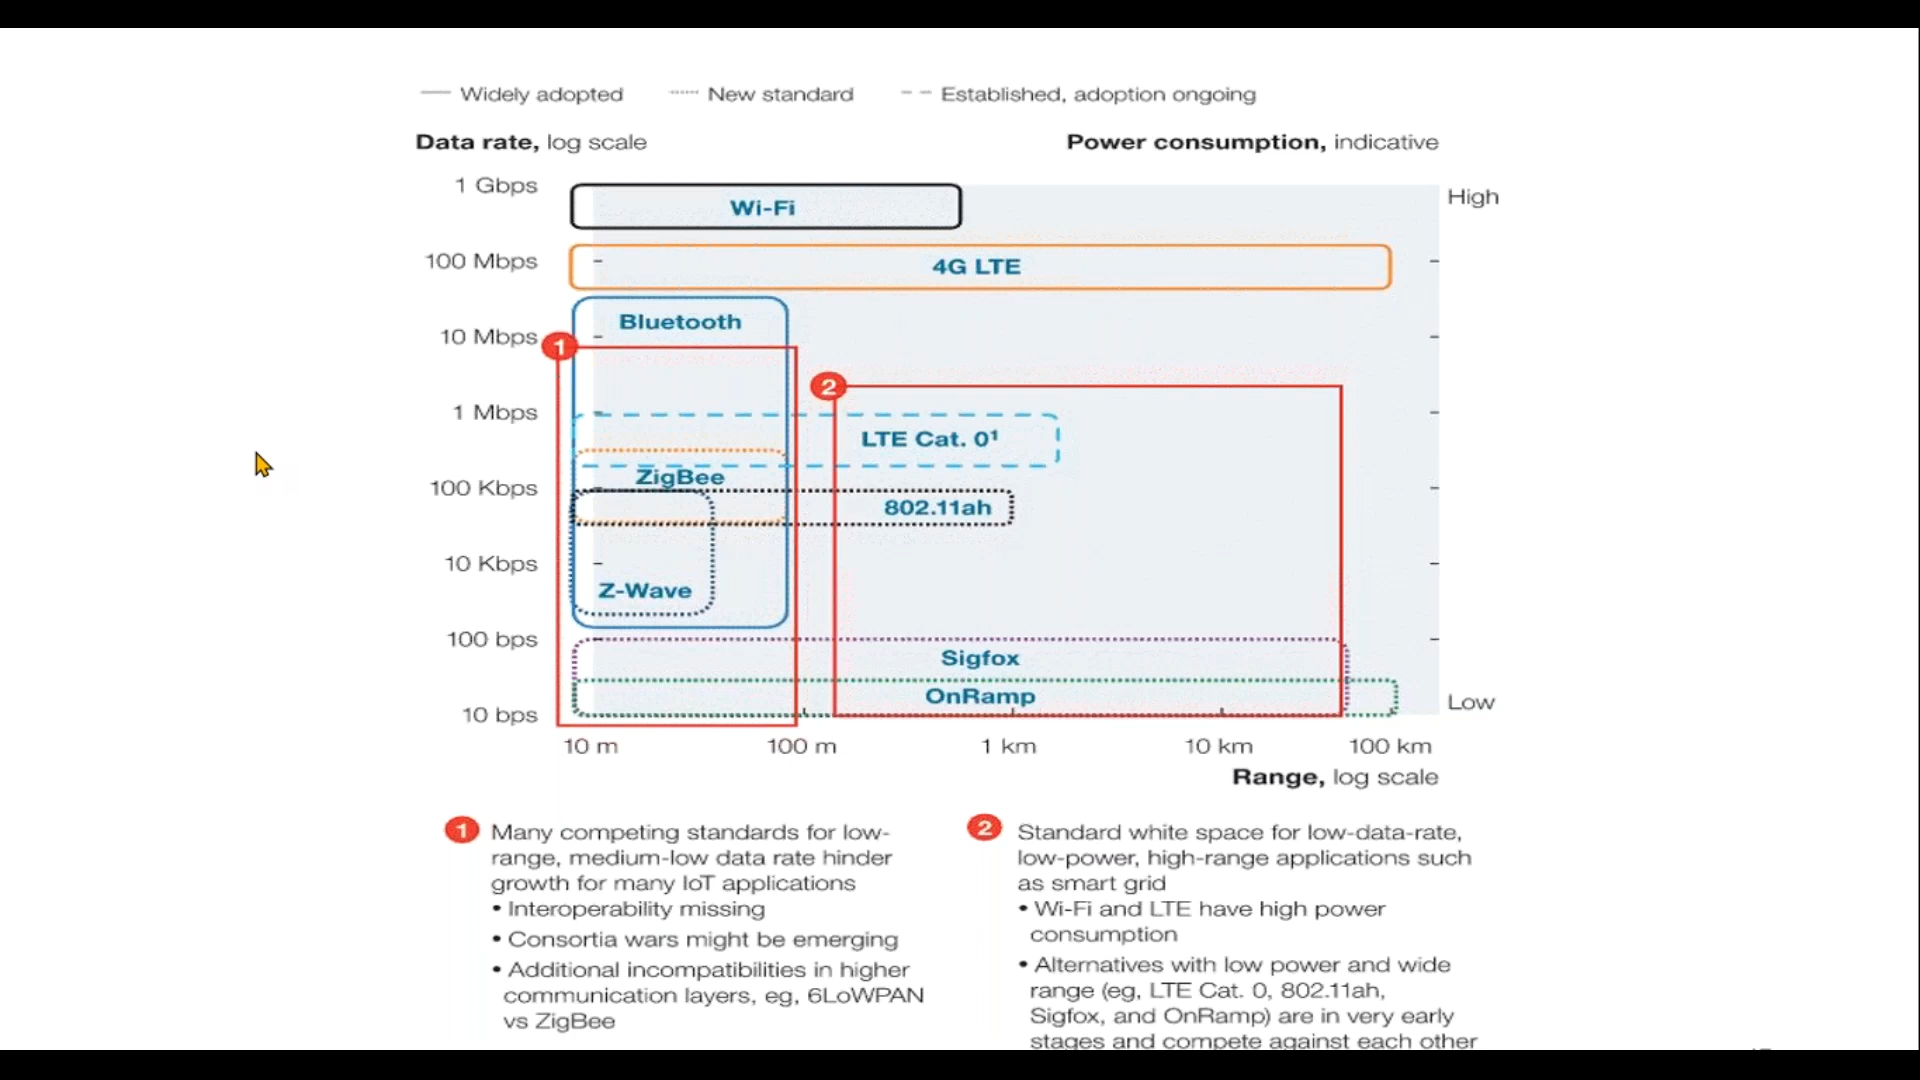 Widely adopted New standard Established, adoption ongoing
Data rate, log scale Power consumption, indicative
1 Gbps
High
Wi-Fi
100 Mbps
4G LTE
Bluetooth
10 Mbps
1
2
1 Mbps
LTE Cat. 0¹
ZigBee
100 Kbps
802.11ah
10 Kbps
Z-Wave
100 bps
Sigfox
OnRamp
Low
10 bps
10 m 100 m 1 km 10 km 100 km
Range, log scale
1 Many competing standards for low-
range, medium-low data rate hinder
growth for many IoT applications
• Interoperability missing
• Consortia wars might be emerging
• Additional incompatibilities in higher
communication layers, eg, 6LoWPAN
vs ZigBee
2 Standard white space for low-data-rate,
low-power, high-range applications such
as smart grid
• Wi-Fi and LTE have high power
consumption
• Alternatives with low power and wide
range (eg, LTE Cat. 0, 802.11ah,
Sigfox, and OnRamp) are in very early
stages and compete against each other